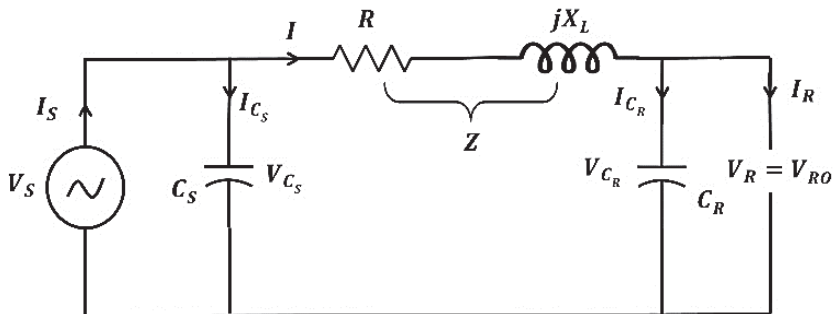 R
jX_L
I
I_S
I_{C_S}
I_{C_R}
I_R
Z
V_S
C_S
V_{C_S}
V_{C_R}
C_R
V_R = V_{RO}